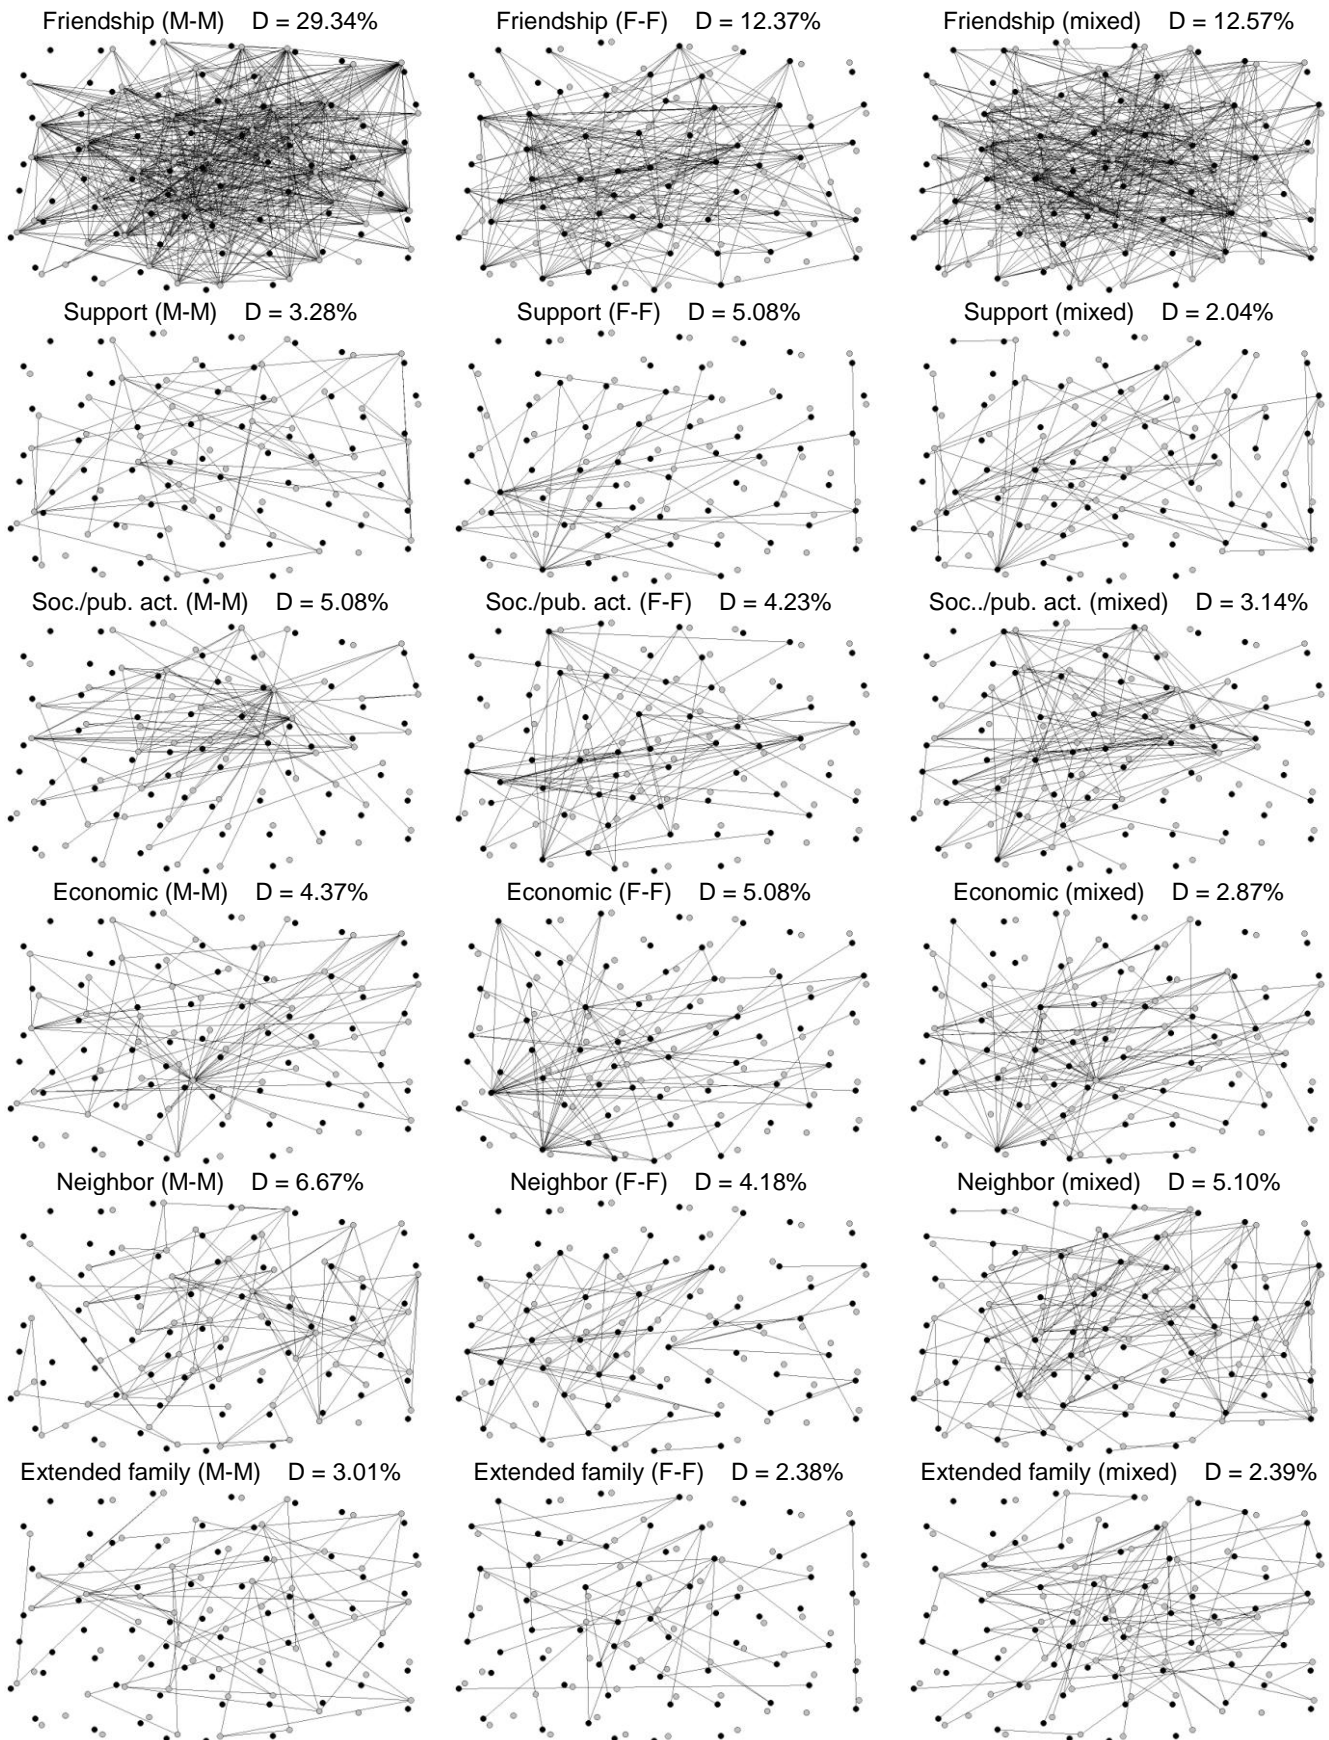 Friendship (M-M) D = 29.34% Friendship (F-F) D = 12.37% Friendship (mixed) D = 12.57%
Support (M-M) D = 3.28% Support (F-F) D = 5.08% Support (mixed) D = 2.04%
Soc./pub. act. (M-M) D = 5.08% Soc./pub. act. (F-F) D = 4.23% Soc../pub. act. (mixed) D = 3.14%
Economic (M-M) D = 4.37% Economic (F-F) D = 5.08% Economic (mixed) D = 2.87%
Neighbor (M-M) D = 6.67% Neighbor (F-F) D = 4.18% Neighbor (mixed) D = 5.10%
Extended family (M-M) D = 3.01% Extended family (F-F) D = 2.38% Extended family (mixed) D = 2.39%